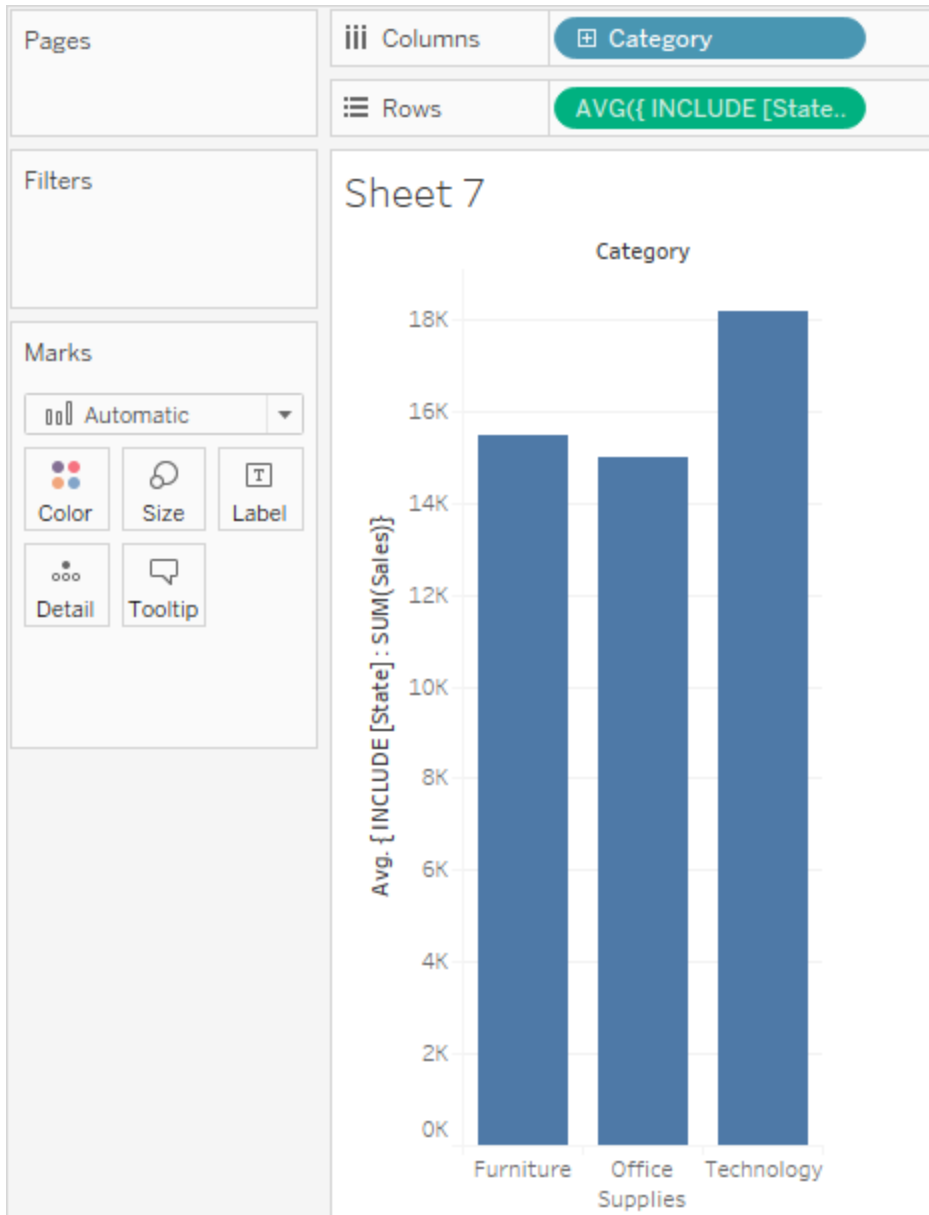 Pages
Columns
Category
Rows
AVG({ INCLUDE [State..
Filters
Marks
Automatic
Color
Size
T
Label
Detail
Tooltip
Sheet 7
Category
18K
16K
14K
12K
10K
8K
6K
4K
2K
0K
Avg. { INCLUDE [State] : SUM(Sales)}
Furniture
Office
Supplies
Technology